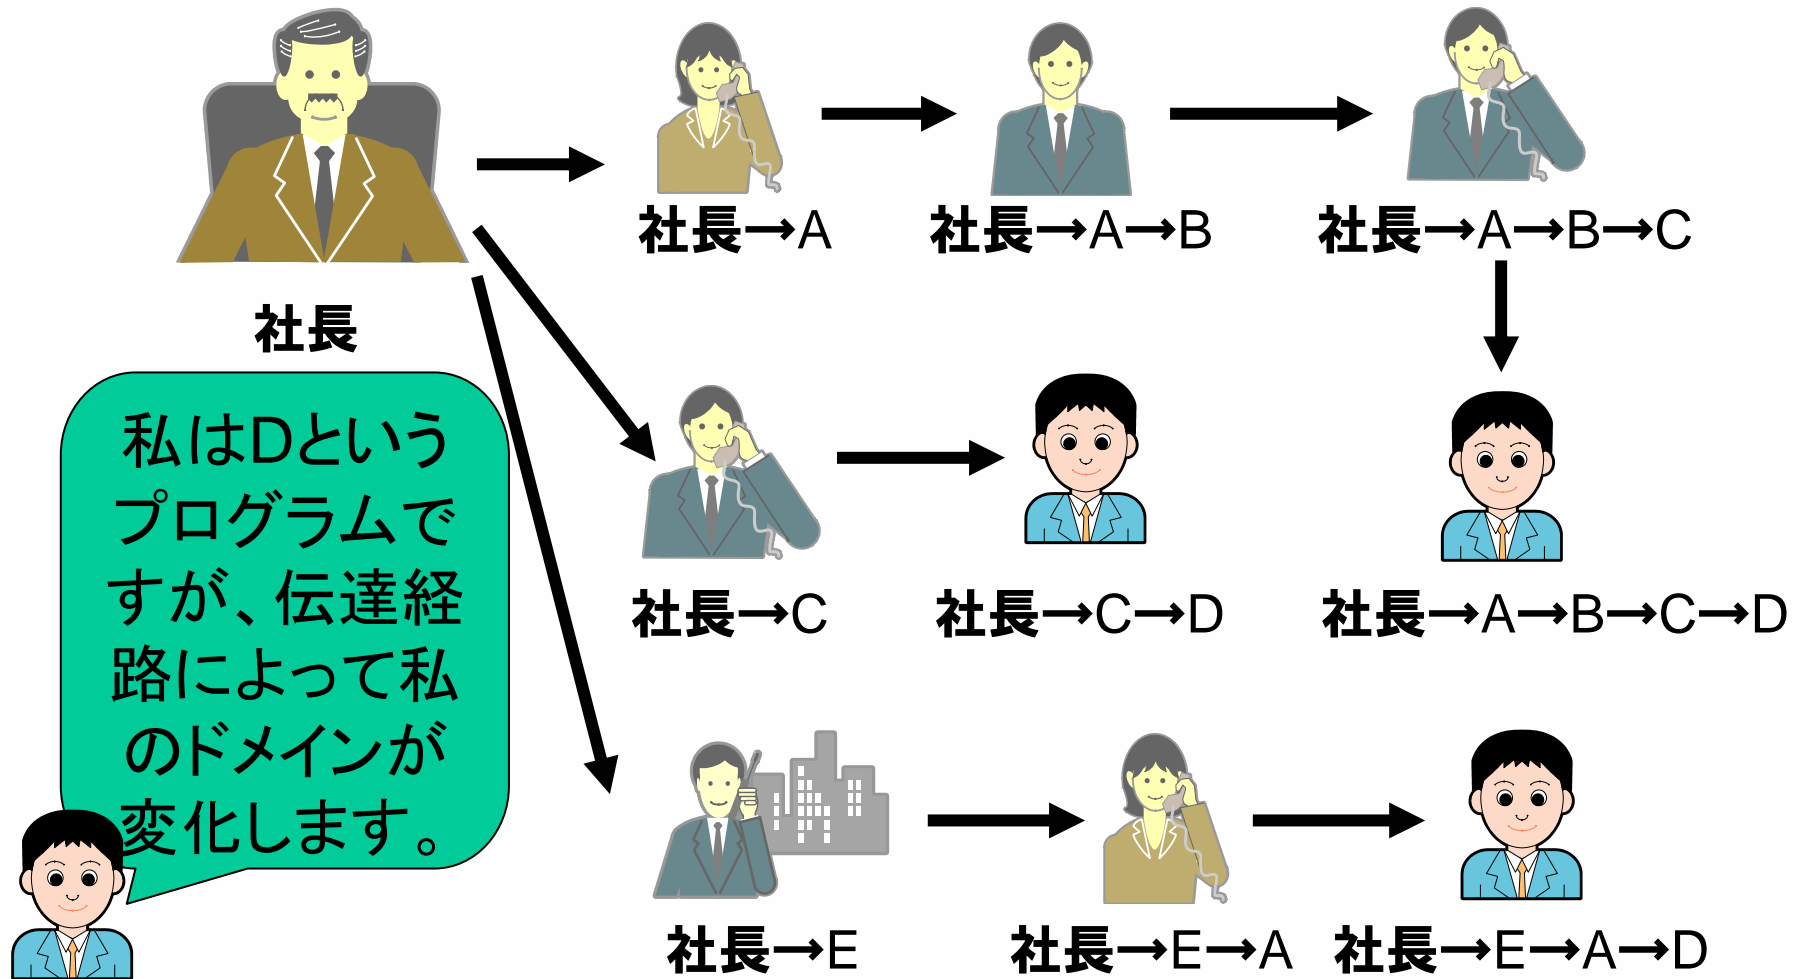 社長→A
社長→A→B
社長→A→B→C
社長
私はDという
プログラムで
すが、伝達経
路によって私
のドメインが
変化します。
社長→C
社長→C→D
社長→A→B→C→D
社長→E
社長→E→A
社長→E→A→D